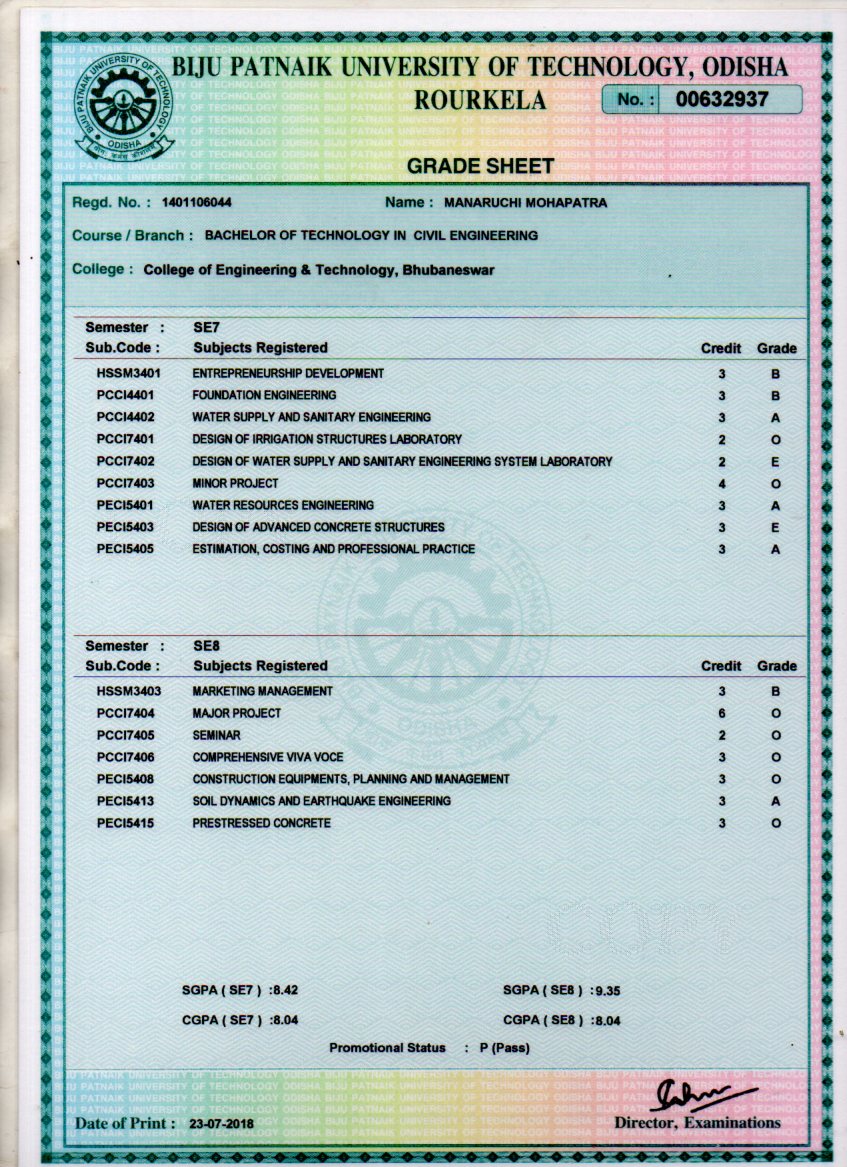 BIJU PATNAIK UNIVERSITY OF TECHNOLOGY, ODISHA
ROURKELA
No. : 00632937
BIJU PATNAIK UNIVERSITY OF TECHNOLOGY
ODISHA
GRADE SHEET
Regd. No. : 1401106044 Name : MANARUCHI MOHAPATRA
Course / Branch : BACHELOR OF TECHNOLOGY IN CIVIL ENGINEERING
College : College of Engineering & Technology, Bhubaneswar
Semester : SE7
Sub.Code : Subjects Registered Credit Grade
HSSM3401 ENTREPRENEURSHIP DEVELOPMENT 3 B
PCCI4401 FOUNDATION ENGINEERING 3 B
PCCI4402 WATER SUPPLY AND SANITARY ENGINEERING 3 A
PCCI7401 DESIGN OF IRRIGATION STRUCTURES LABORATORY 2 O
PCCI7402 DESIGN OF WATER SUPPLY AND SANITARY ENGINEERING SYSTEM LABORATORY 2 E
PCCI7403 MINOR PROJECT 4 O
PECI5401 WATER RESOURCES ENGINEERING 3 A
PECI5403 DESIGN OF ADVANCED CONCRETE STRUCTURES 3 E
PECI5405 ESTIMATION, COSTING AND PROFESSIONAL PRACTICE 3 A
Semester : SE8
Sub.Code : Subjects Registered Credit Grade
HSSM3403 MARKETING MANAGEMENT 3 B
PCCI7404 MAJOR PROJECT 6 O
PCCI7405 SEMINAR 2 O
PCCI7406 COMPREHENSIVE VIVA VOCE 3 O
PECI5408 CONSTRUCTION EQUIPMENTS, PLANNING AND MANAGEMENT 3 O
PECI5413 SOIL DYNAMICS AND EARTHQUAKE ENGINEERING 3 A
PECI5415 PRESTRESSED CONCRETE 3 O
COPY
SGPA ( SE7 ) :8.42 SGPA ( SE8 ) :9.35
CGPA ( SE7 ) :8.04 CGPA ( SE8 ) :8.04
Promotional Status : P (Pass)
Date of Print : 23-07-2018 Director, Examinations